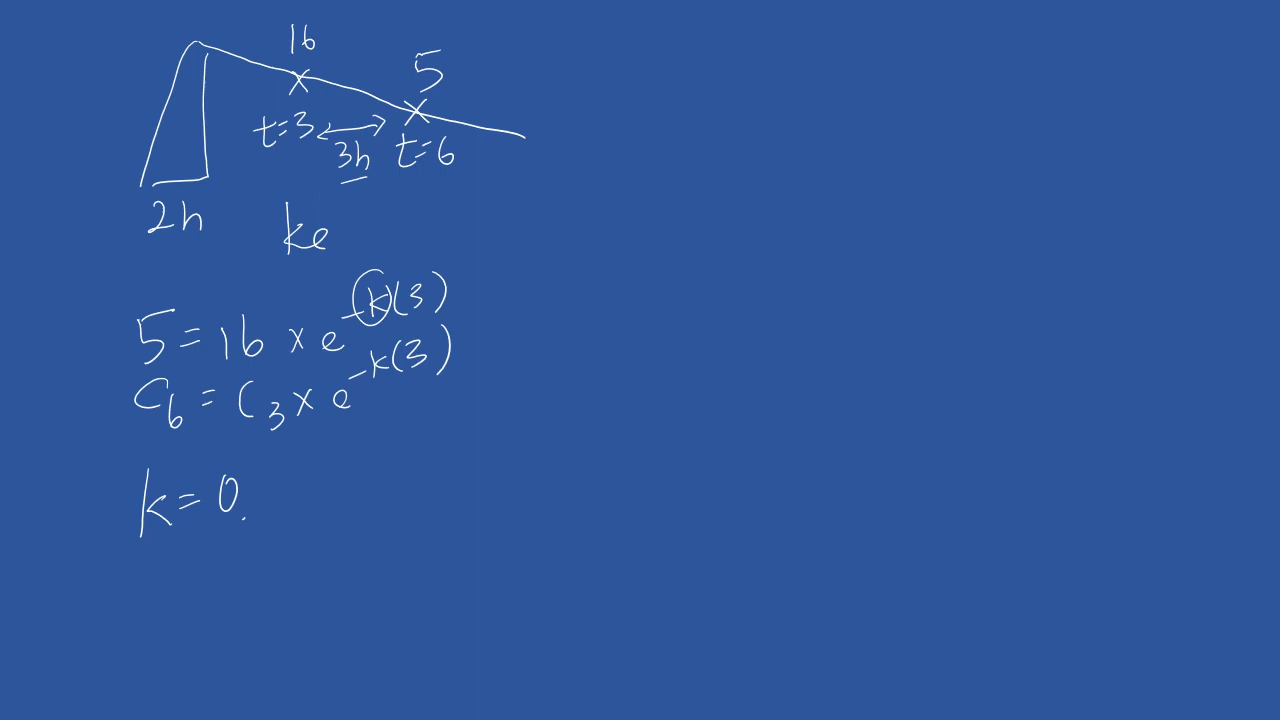 16
5
t=3
3h
t=6
2h
ke
5 = 16 × e^-k(3)
C6 = C3 × e^-k(3)
k = 0.